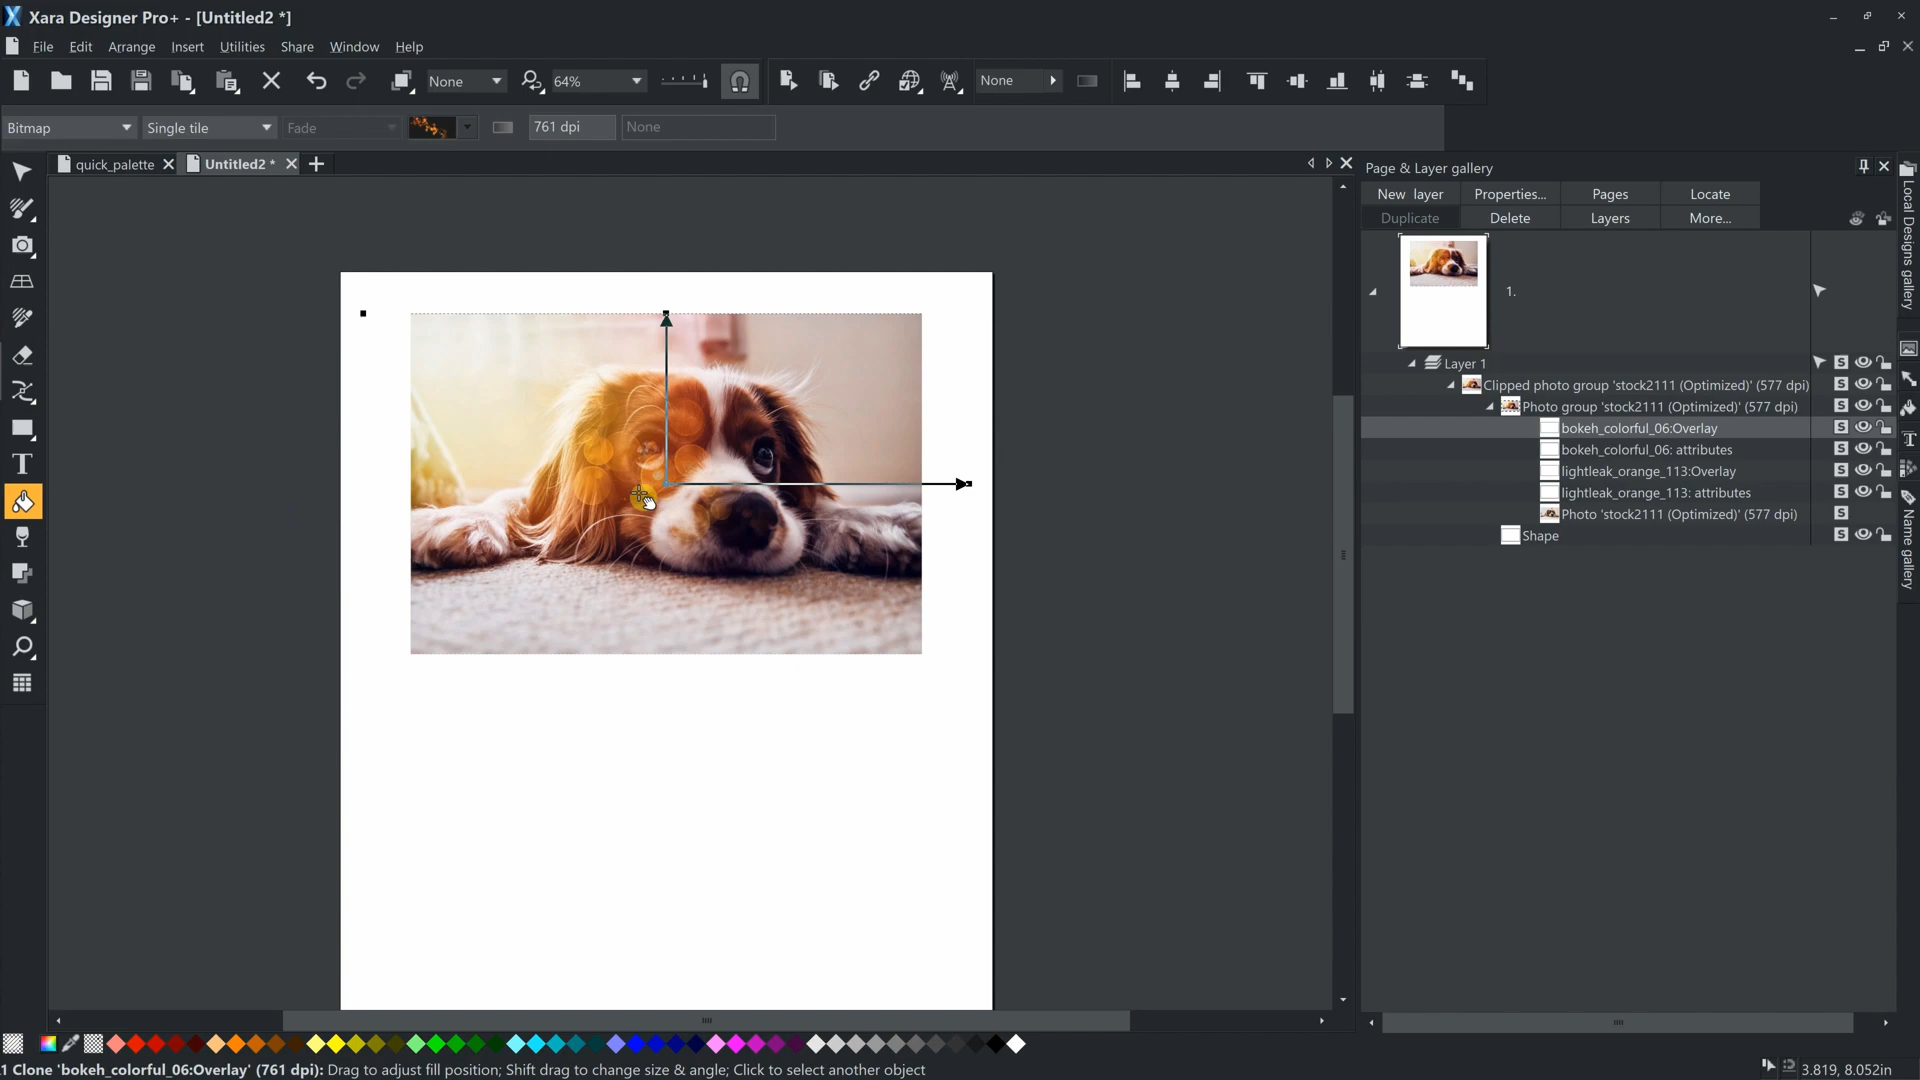 Xara Designer Pro+ - [Untitled2 *]
File Edit Arrange Insert Utilities Share Window Help
None 64% None
Bitmap Single tile Fade 761 dpi None
quick_palette Untitled2 *
Page & Layer gallery
New layer Properties... Pages Locate
Duplicate Delete Layers More...
1.
Layer 1
Clipped photo group 'stock2111 (Optimized)' (577 dpi)
Photo group 'stock2111 (Optimized)' (577 dpi)
bokeh_colorful_06:Overlay
bokeh_colorful_06: attributes
lightleak_orange_113:Overlay
lightleak_orange_113: attributes
Photo 'stock2111 (Optimized)' (577 dpi)
Shape
S
S
S
S
S
S
S
S
S
Local Designs gallery
Name gallery
1 Clone 'bokeh_colorful_06:Overlay' (761 dpi): Drag to adjust fill position; Shift drag to change size & angle; Click to select another object
3.819, 8.052in